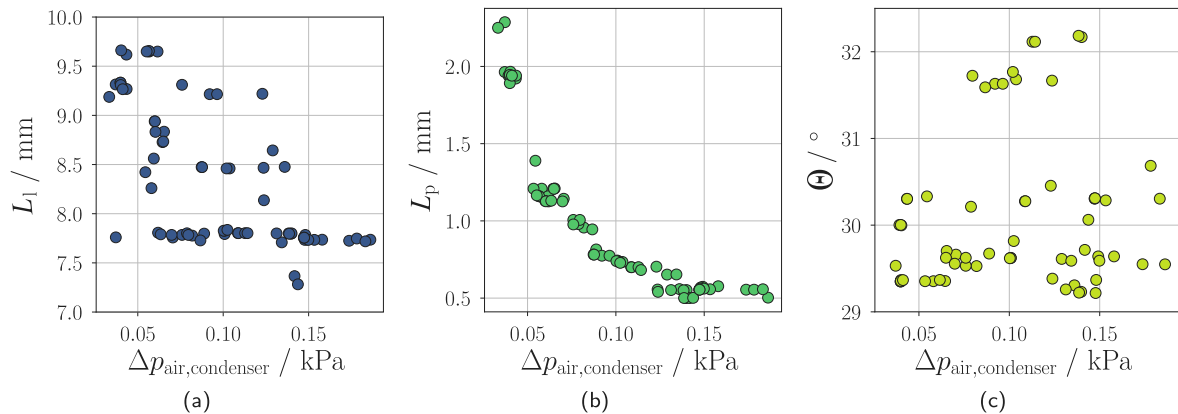 10.0
9.5
9.0
8.5
8.0
7.5
7.0
L_l / mm
0.05 0.10 0.15
Δp_air,condenser / kPa
(a)
2.0
1.5
1.0
0.5
L_p / mm
0.05 0.10 0.15
Δp_air,condenser / kPa
(b)
32
31
30
29
Θ / °
0.05 0.10 0.15
Δp_air,condenser / kPa
(c)